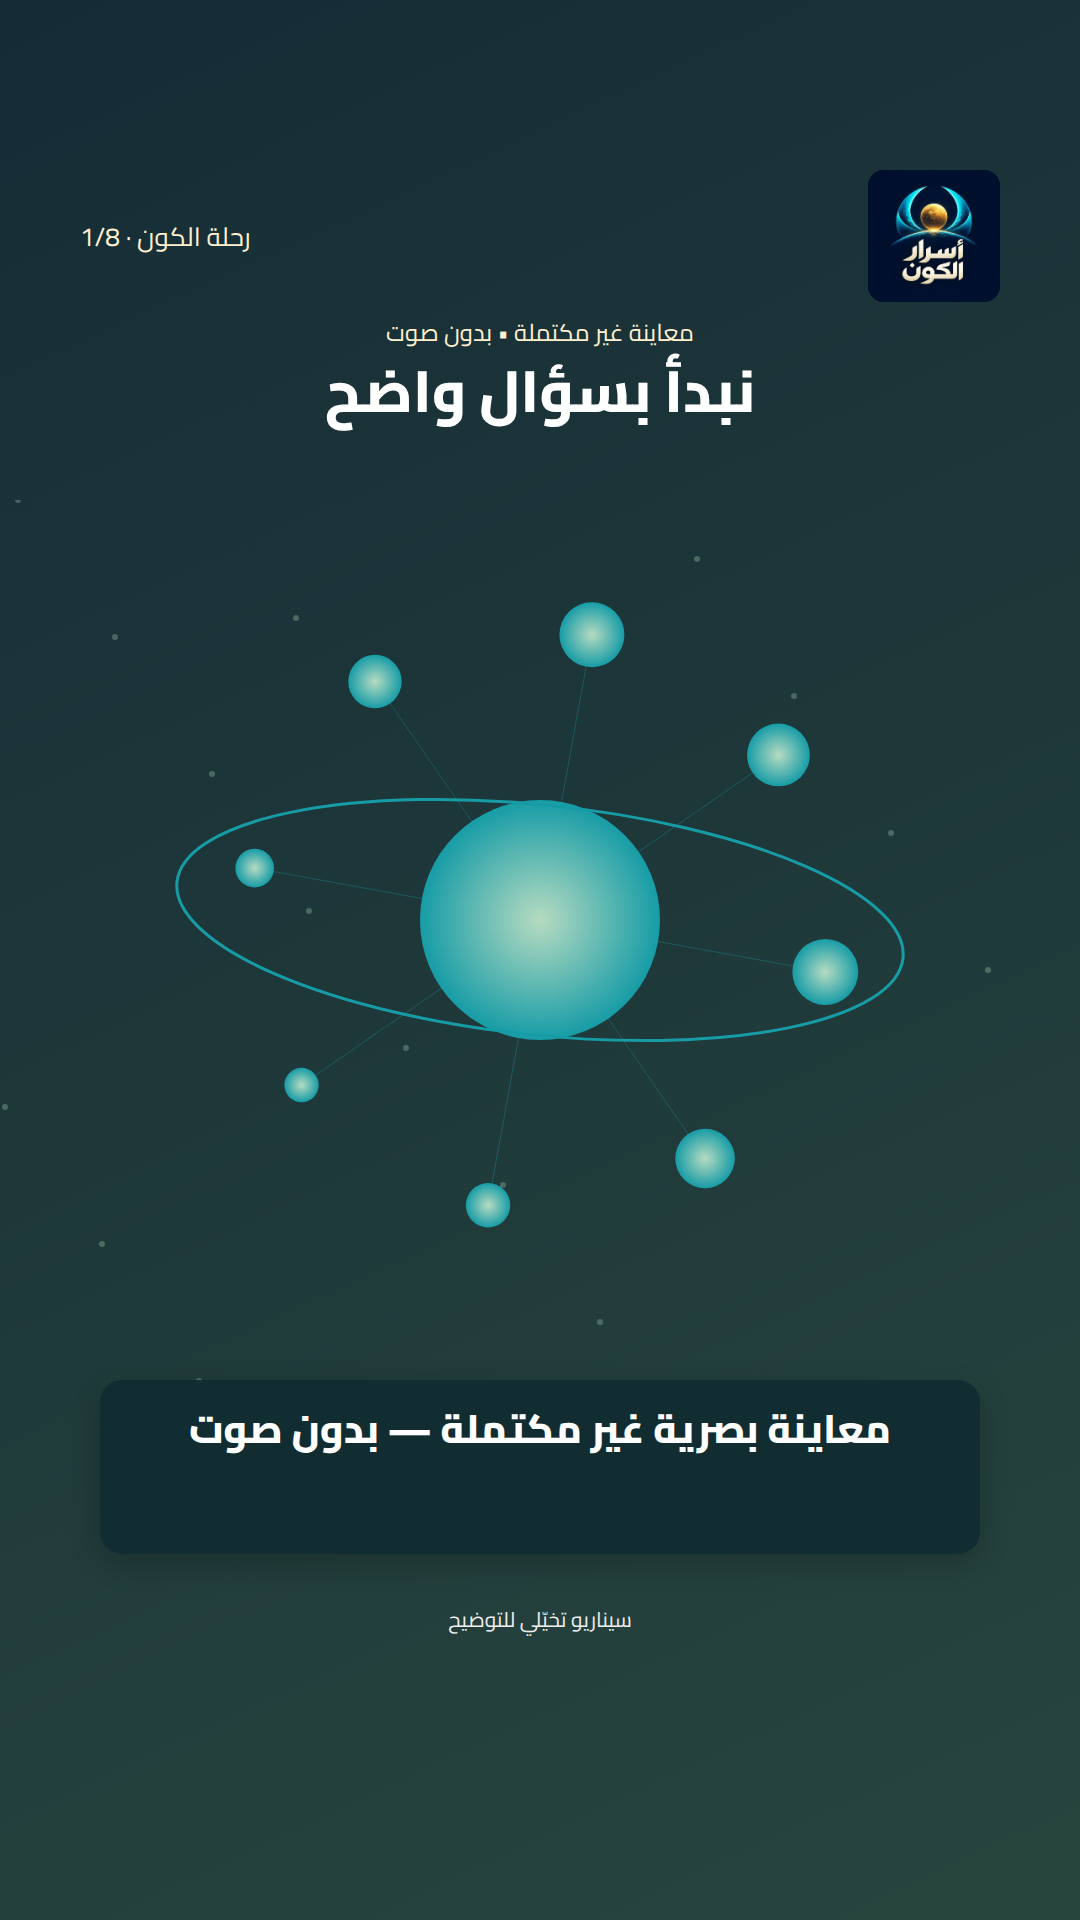 أسرار
الكون
رحلة الكون · 1/8
معاينة غير مكتملة ▪ بدون صوت
نبدأ بسؤال واضح
معاينة بصرية غير مكتملة — بدون صوت
سيناريو تخيّلي للتوضيح